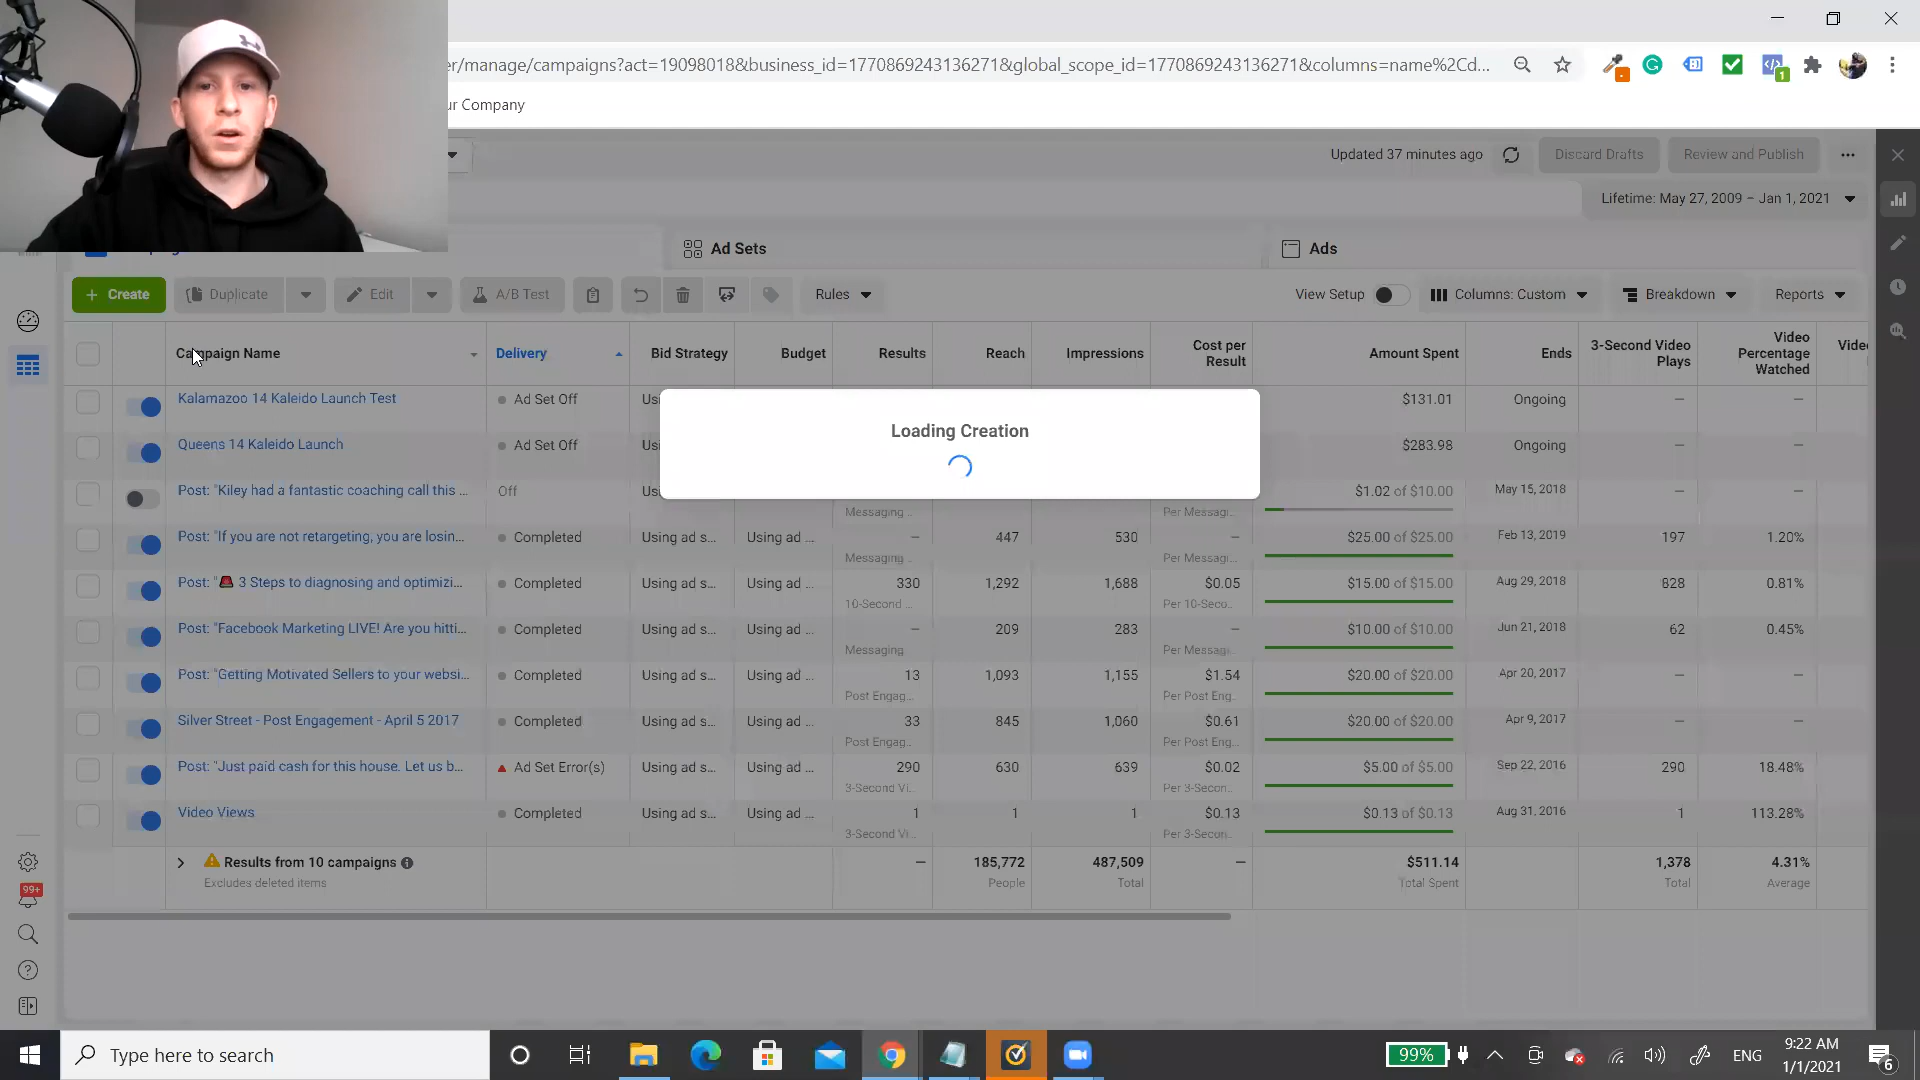 er/manage/campaigns?act=19098018&business_id=1770869243136271&global_scope_id=1770869243136271&columns=name%2Cd...
1
ur Company
Updated 37 minutes ago
Discard Drafts
Review and Publish
Lifetime: May 27, 2009 – Jan 1, 2021
Ad Sets
Ads
+ Create
Duplicate
Edit
A/B Test
Rules
View Setup
Columns: Custom
Breakdown
Reports
Campaign Name
Delivery
Bid Strategy
Budget
Results
Reach
Impressions
Cost per
Result
Amount Spent
Ends
3-Second Video
Plays
Video
Percentage
Watched
Kalamazoo 14 Kaleido Launch Test
Ad Set Off
$131.01
Ongoing
—
—
Queens 14 Kaleido Launch
Ad Set Off
$283.98
Ongoing
—
—
Loading Creation
Post: "Kiley had a fantastic coaching call this ...
Off
$1.02 of $10.00
May 15, 2018
—
—
Messaging ...
Per Messagi...
Post: "If you are not retargeting, you are losin...
Completed
Using ad s...
Using ad ...
—
447
530
—
$25.00 of $25.00
Feb 13, 2019
197
1.20%
Messaging ...
Per Messagi...
Post: "🚨 3 Steps to diagnosing and optimizi...
Completed
Using ad s...
Using ad ...
330
1,292
1,688
$0.05
$15.00 of $15.00
Aug 29, 2018
828
0.81%
10-Second ...
Per 10-Seco...
Post: "Facebook Marketing LIVE! Are you hitti...
Completed
Using ad s...
Using ad ...
—
209
283
—
$10.00 of $10.00
Jun 21, 2018
62
0.45%
Messaging
Per Messagi...
Post: "Getting Motivated Sellers to your websi...
Completed
Using ad s...
Using ad ...
13
1,093
1,155
$1.54
$20.00 of $20.00
Apr 20, 2017
—
—
Post Engag...
Per Post Eng...
Silver Street - Post Engagement - April 5 2017
Completed
Using ad s...
Using ad ...
33
845
1,060
$0.61
$20.00 of $20.00
Apr 9, 2017
—
—
Post Engag...
Per Post Eng...
Post: "Just paid cash for this house. Let us b...
Ad Set Error(s)
Using ad s...
Using ad ...
290
630
639
$0.02
$5.00 of $5.00
Sep 22, 2016
290
18.48%
3-Second Vi...
Per 3-Secon...
Video Views
Completed
Using ad s...
Using ad ...
1
1
1
$0.13
$0.13 of $0.13
Aug 31, 2016
1
113.28%
3-Second Vi...
Per 3-Secon...
Results from 10 campaigns
—
185,772
487,509
—
$511.14
1,378
4.31%
Excludes deleted items
People
Total
Total Spent
Total
Average
99+
Type here to search
99%
ENG
9:22 AM
1/1/2021
6